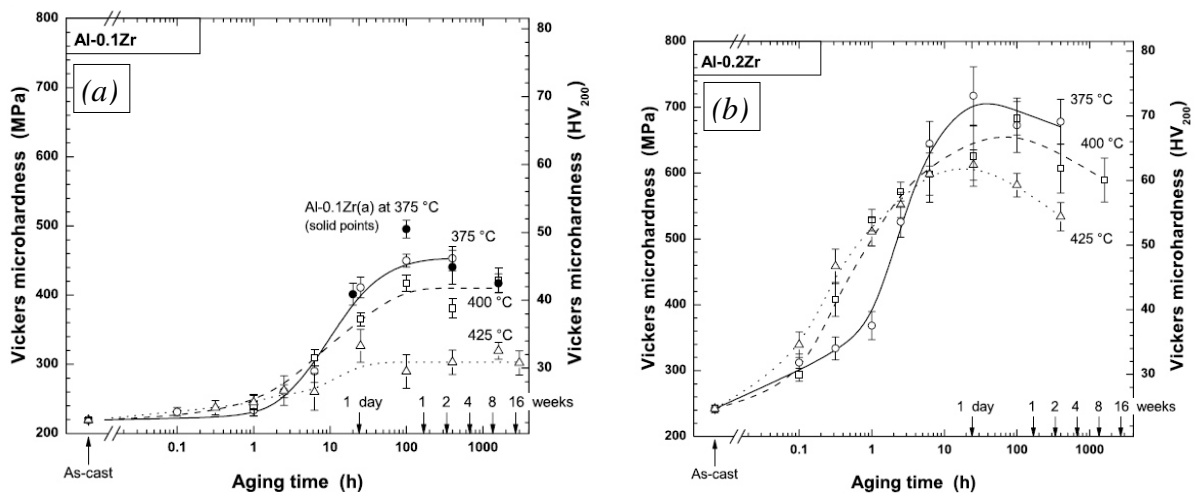 Al-0.1Zr
(a)
Vickers microhardness (MPa)
800
700
600
500
400
300
200
Al-0.1Zr(a) at 375 °C
(solid points)
375 °C
400 °C
425 °C
1 day
1 2 4 8 16 weeks
0.1 1 10 100 1000
As-cast
Aging time (h)
80
70
60
50
40
30
Vickers microhardness (HV200)
Al-0.2Zr
(b)
Vickers microhardness (MPa)
800
700
600
500
400
300
200
375 °C
400 °C
425 °C
1 day
1 2 4 8 16 weeks
0.1 1 10 100 1000
As-cast
Aging time (h)
80
70
60
50
40
30
Vickers microhardness (HV200)